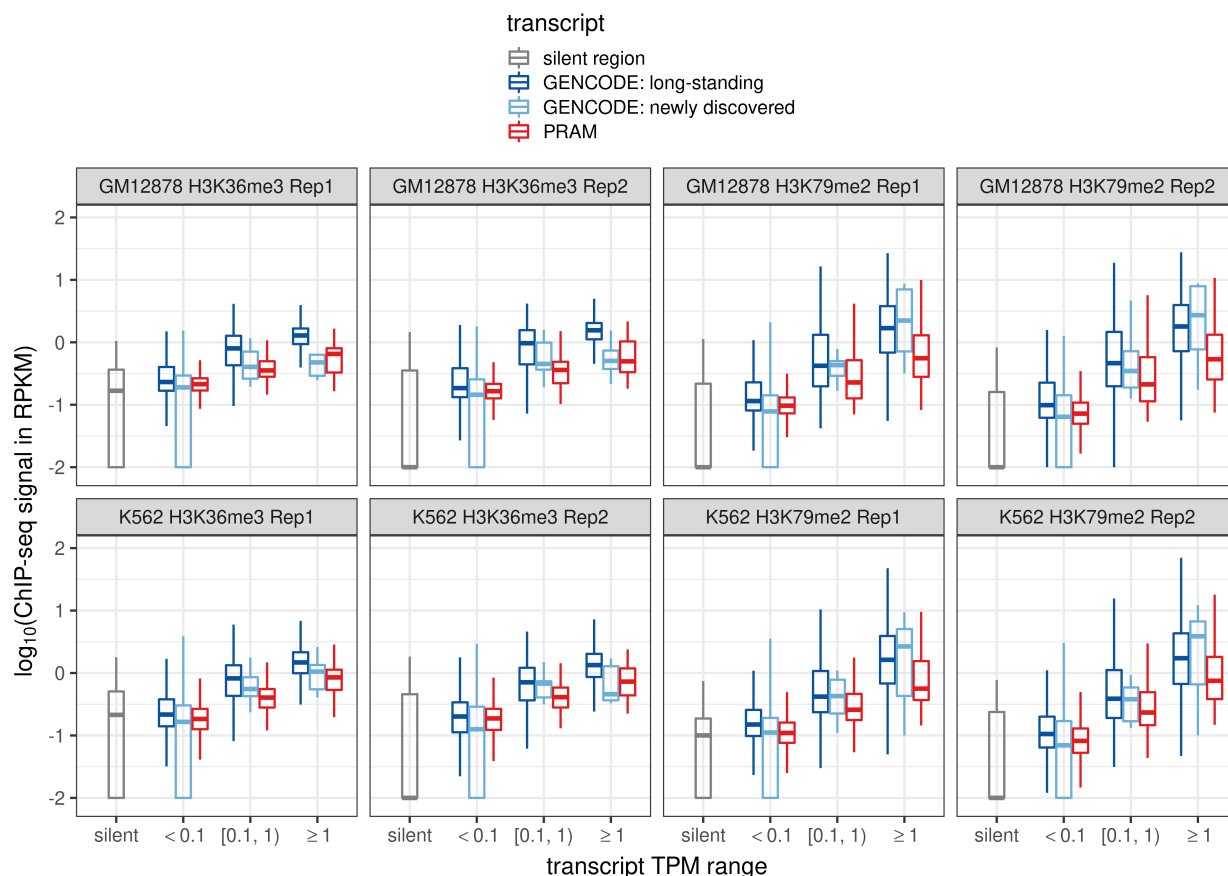 transcript
silent region
GENCODE: long-standing
GENCODE: newly discovered
PRAM
GM12878 H3K36me3 Rep1
GM12878 H3K36me3 Rep2
GM12878 H3K79me2 Rep1
GM12878 H3K79me2 Rep2
2
1
0
-1
-2
K562 H3K36me3 Rep1
K562 H3K36me3 Rep2
K562 H3K79me2 Rep1
K562 H3K79me2 Rep2
2
1
0
-1
-2
log₁₀(ChIP-seq signal in RPKM)
silent < 0.1 [0.1, 1) ≥ 1
silent < 0.1 [0.1, 1) ≥ 1
silent < 0.1 [0.1, 1) ≥ 1
silent < 0.1 [0.1, 1) ≥ 1
transcript TPM range